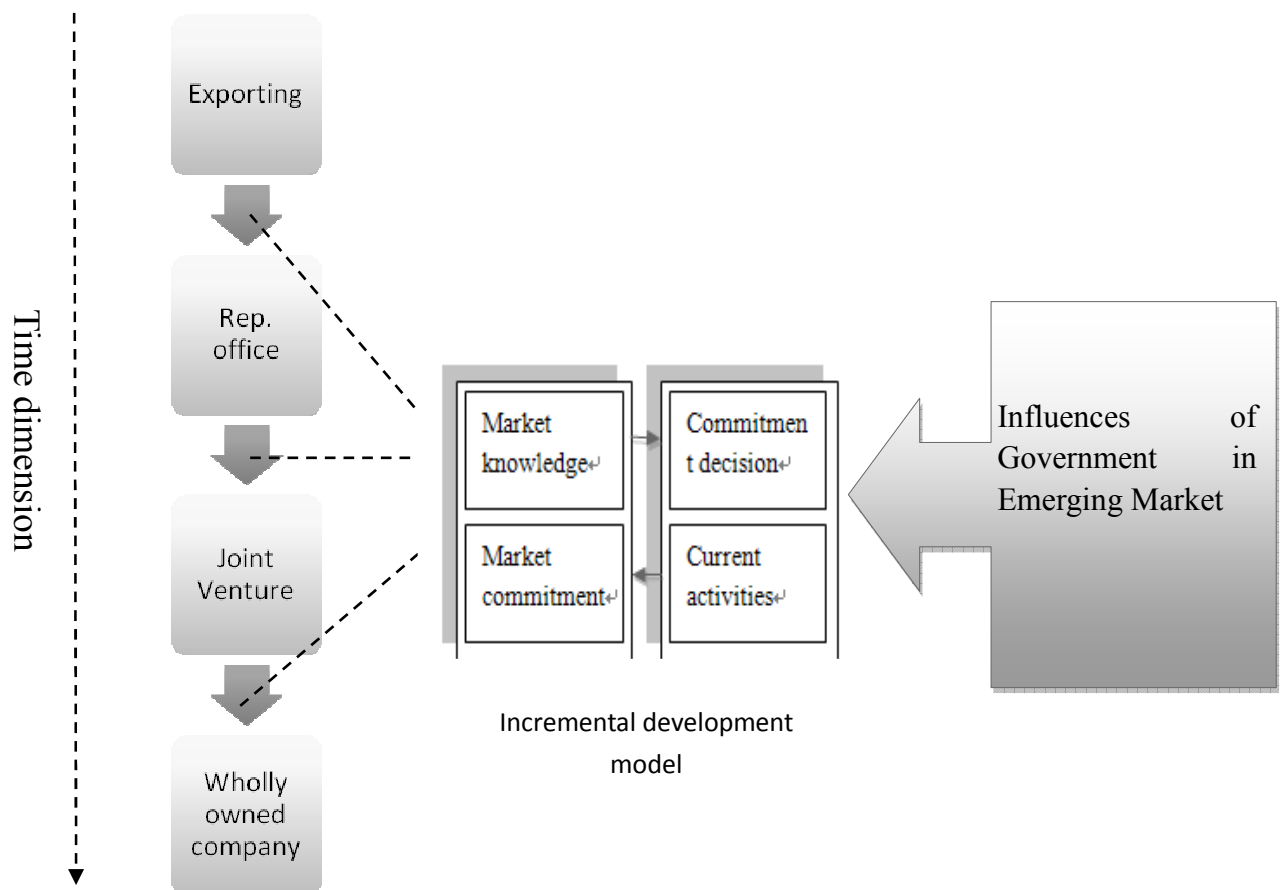 Time dimension
Exporting
Rep.
office
Joint
Venture
Wholly
owned
company
Market
knowledge↵
Commitmen
t decision↵
Market
commitment↵
Current
activities↵
Incremental development
model
Influences of
Government in
Emerging Market